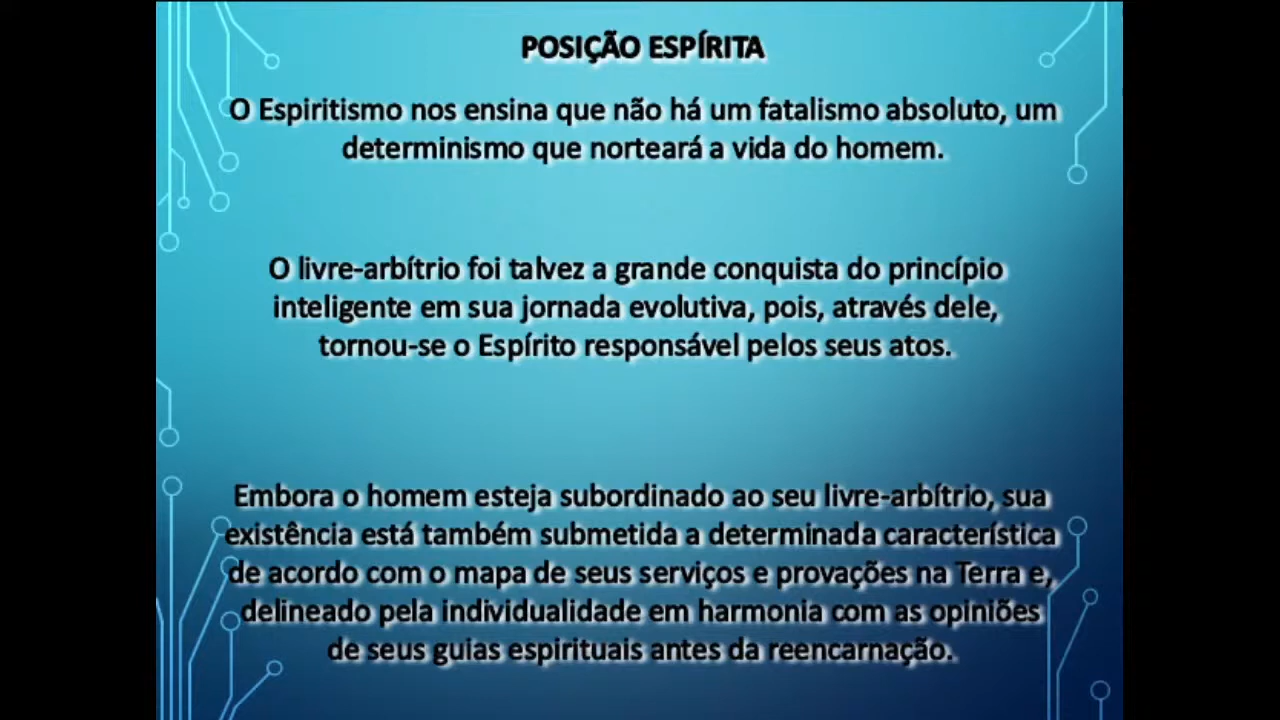 POSIÇÃO ESPÍRITA
O Espiritismo nos ensina que não há um fatalismo absoluto, um
determinismo que norteará a vida do homem.
O livre-arbítrio foi talvez a grande conquista do princípio
inteligente em sua jornada evolutiva, pois, através dele,
tornou-se o Espírito responsável pelos seus atos.
Embora o homem esteja subordinado ao seu livre-arbítrio, sua
existência está também submetida a determinada característica
de acordo com o mapa de seus serviços e provações na Terra e,
delineado pela individualidade em harmonia com as opiniões
de seus guias espirituais antes da reencarnação.